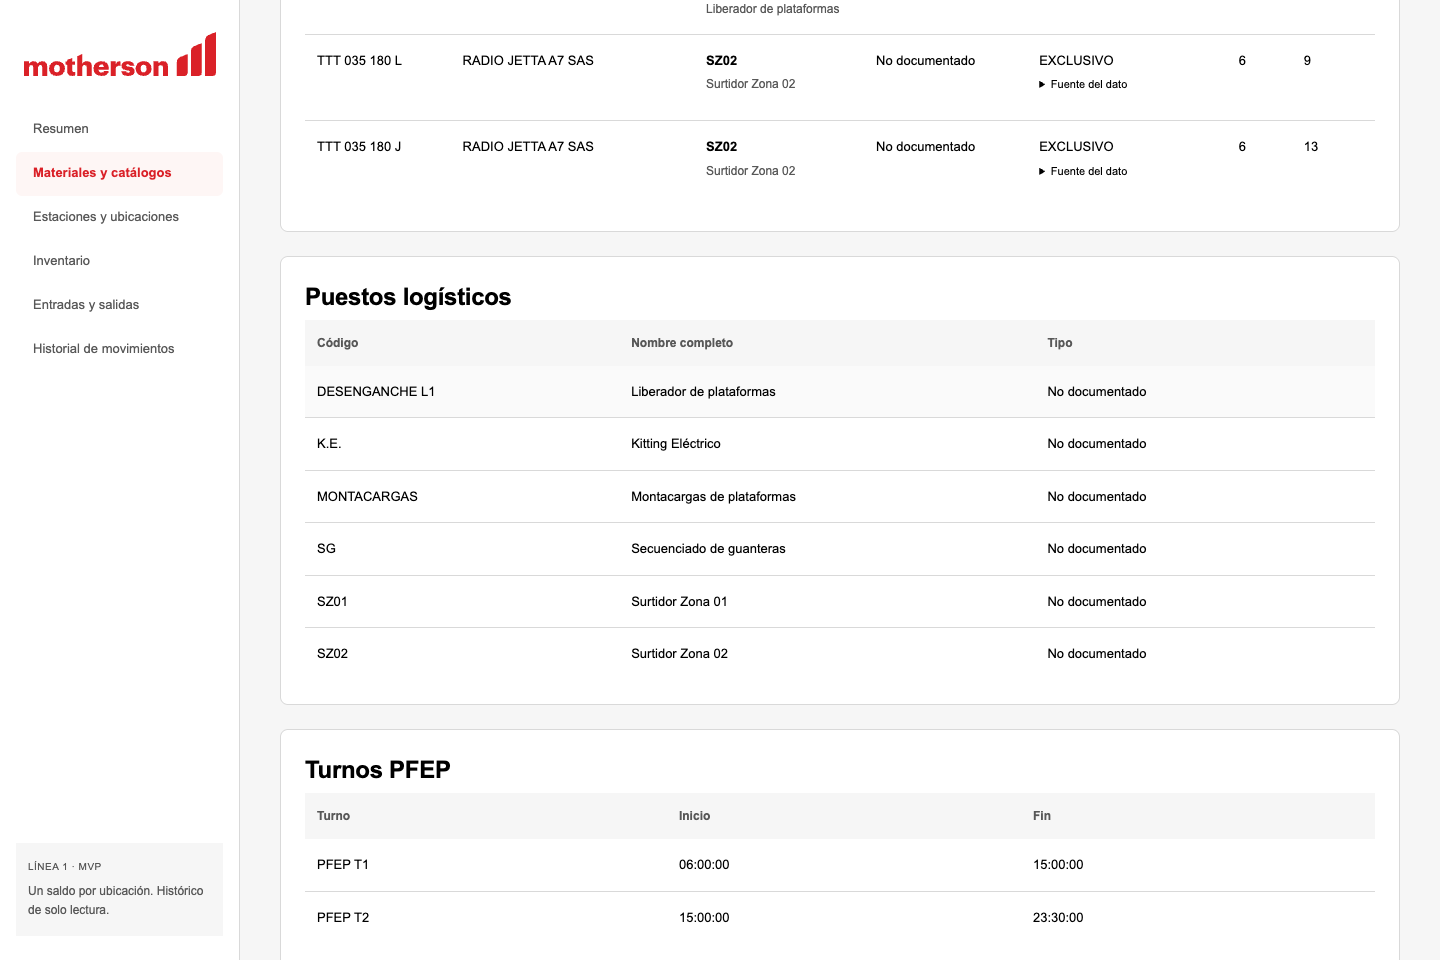 motherson
Resumen
Materiales y catálogos
Estaciones y ubicaciones
Inventario
Entradas y salidas
Historial de movimientos
LÍNEA 1 · MVP
Un saldo por ubicación. Histórico
de solo lectura.
Liberador de plataformas
TTT 035 180 L RADIO JETTA A7 SAS SZ02 No documentado EXCLUSIVO 6 9
Surtidor Zona 02 Fuente del dato
TTT 035 180 J RADIO JETTA A7 SAS SZ02 No documentado EXCLUSIVO 6 13
Surtidor Zona 02 Fuente del dato
Puestos logísticos
Código Nombre completo Tipo
DESENGANCHE L1 Liberador de plataformas No documentado
K.E. Kitting Eléctrico No documentado
MONTACARGAS Montacargas de plataformas No documentado
SG Secuenciado de guanteras No documentado
SZ01 Surtidor Zona 01 No documentado
SZ02 Surtidor Zona 02 No documentado
Turnos PFEP
Turno Inicio Fin
PFEP T1 06:00:00 15:00:00
PFEP T2 15:00:00 23:30:00